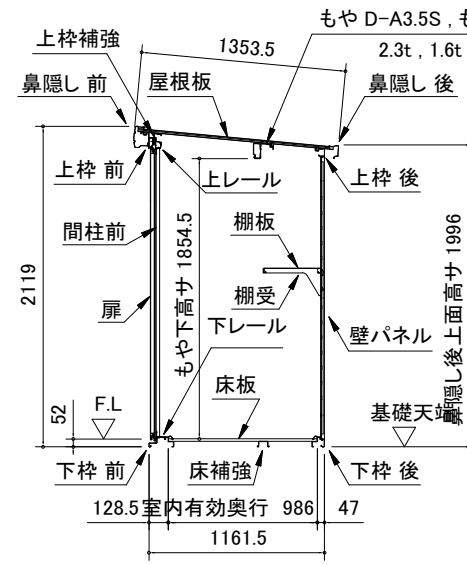 もや D-A3.5S , も
上枠補強
1353.5
2.3t , 1.6t
鼻隠し 前
屋根板
鼻隠し 後
上枠 前
上レール
上枠 後
間柱前
もや下高サ 1854.5
棚板
鼻隠し後上面高サ 1996
2119
扉
棚受
下レール
壁パネル
52
F.L
床板
基礎天端
下枠 前
床補強
下枠 後
128.5
室内有効奥行 986
47
1161.5